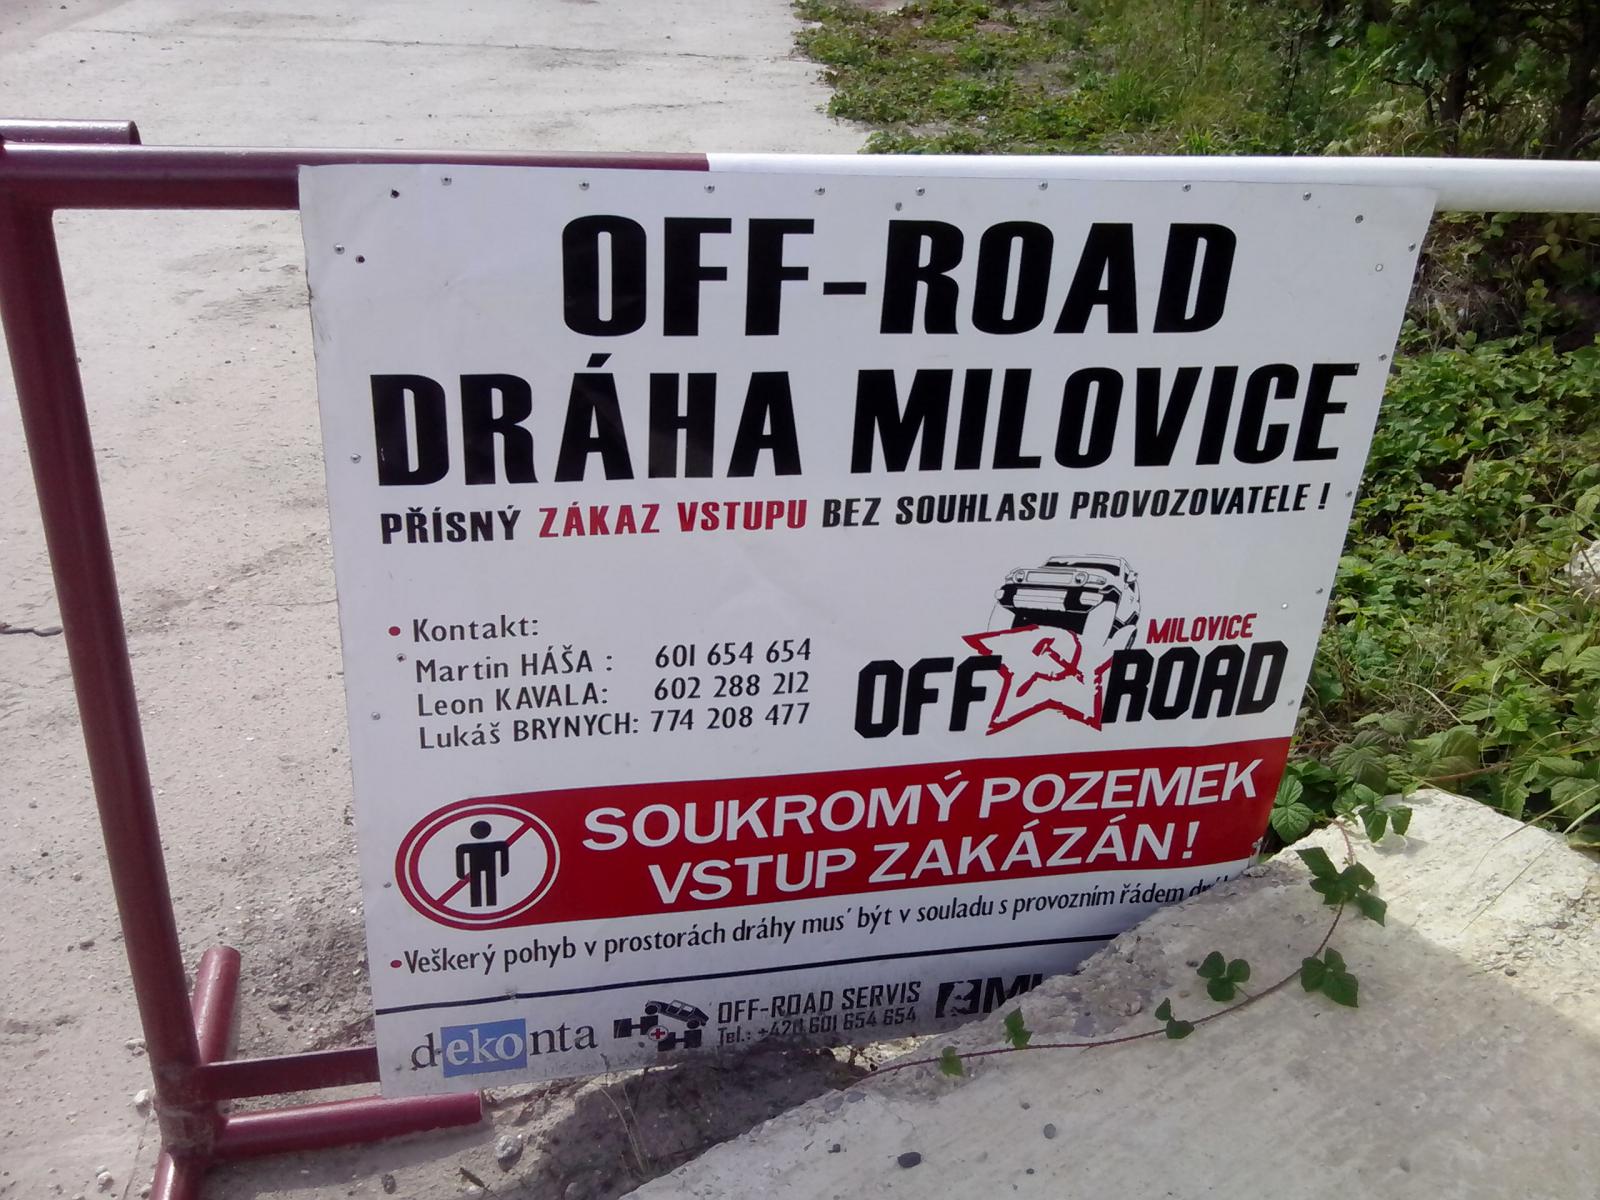 OFF-ROAD
DRÁHA MILOVICE
PŘÍSNÝ ZÁKAZ VSTUPU BEZ SOUHLASU PROVOZOVATELE !
• Kontakt:
Martin HÁŠA : 601 654 654
Leon KAVALA: 602 288 212
Lukáš BRYNYCH: 774 208 477
MILOVICE
OFF ROAD
SOUKROMÝ POZEMEK
VSTUP ZAKÁZÁN!
•Veškerý pohyb v prostorách dráhy mus' být v souladu s provozním řádem
dekonta
OFF-ROAD SERVIS
Tel.: +420 601 654 654